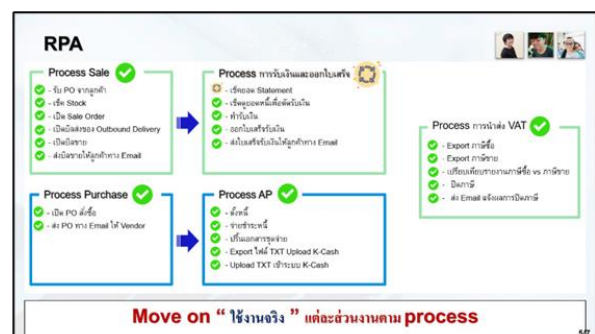 RPA
Process Sale
- รับ PO จากลูกค้า
- เช็ค Stock
- เปิด Sale Order
- เปิดบิลส่งของ Outbound Delivery
- เปิดบิลขาย
- ส่งบิลขายให้ลูกค้าทาง Email
Process การรับเงินและออกใบเสร็จ
- เช็คยอด Statement
- เช็คดูยอดหนี้เพื่อตัดรับเงิน
- ทำรับเงิน
- ออกใบเสร็จรับเงิน
- ส่งใบเสร็จรับเงินให้ลูกค้าทาง Email
Process การนำส่ง VAT
- Export ภาษีซื้อ
- Export ภาษีขาย
- เปรียบเทียบรายงานภาษีซื้อ vs ภาษีขาย
- ปิดภาษี
- ส่ง Email แจ้งผลการปิดภาษี
Process Purchase
- เปิด PO สั่งซื้อ
- ส่ง PO ทาง Email ให้ Vendor
Process AP
- ตั้งหนี้
- จ่ายชำระหนี้
- ปริ้นเอกสารชุดจ่าย
- Export ไฟล์ TXT Upload K-Cash
- Upload TXT เข้าระบบ K-Cash
Move on “ ใช้งานจริง ” แต่ละส่วนงานตาม process